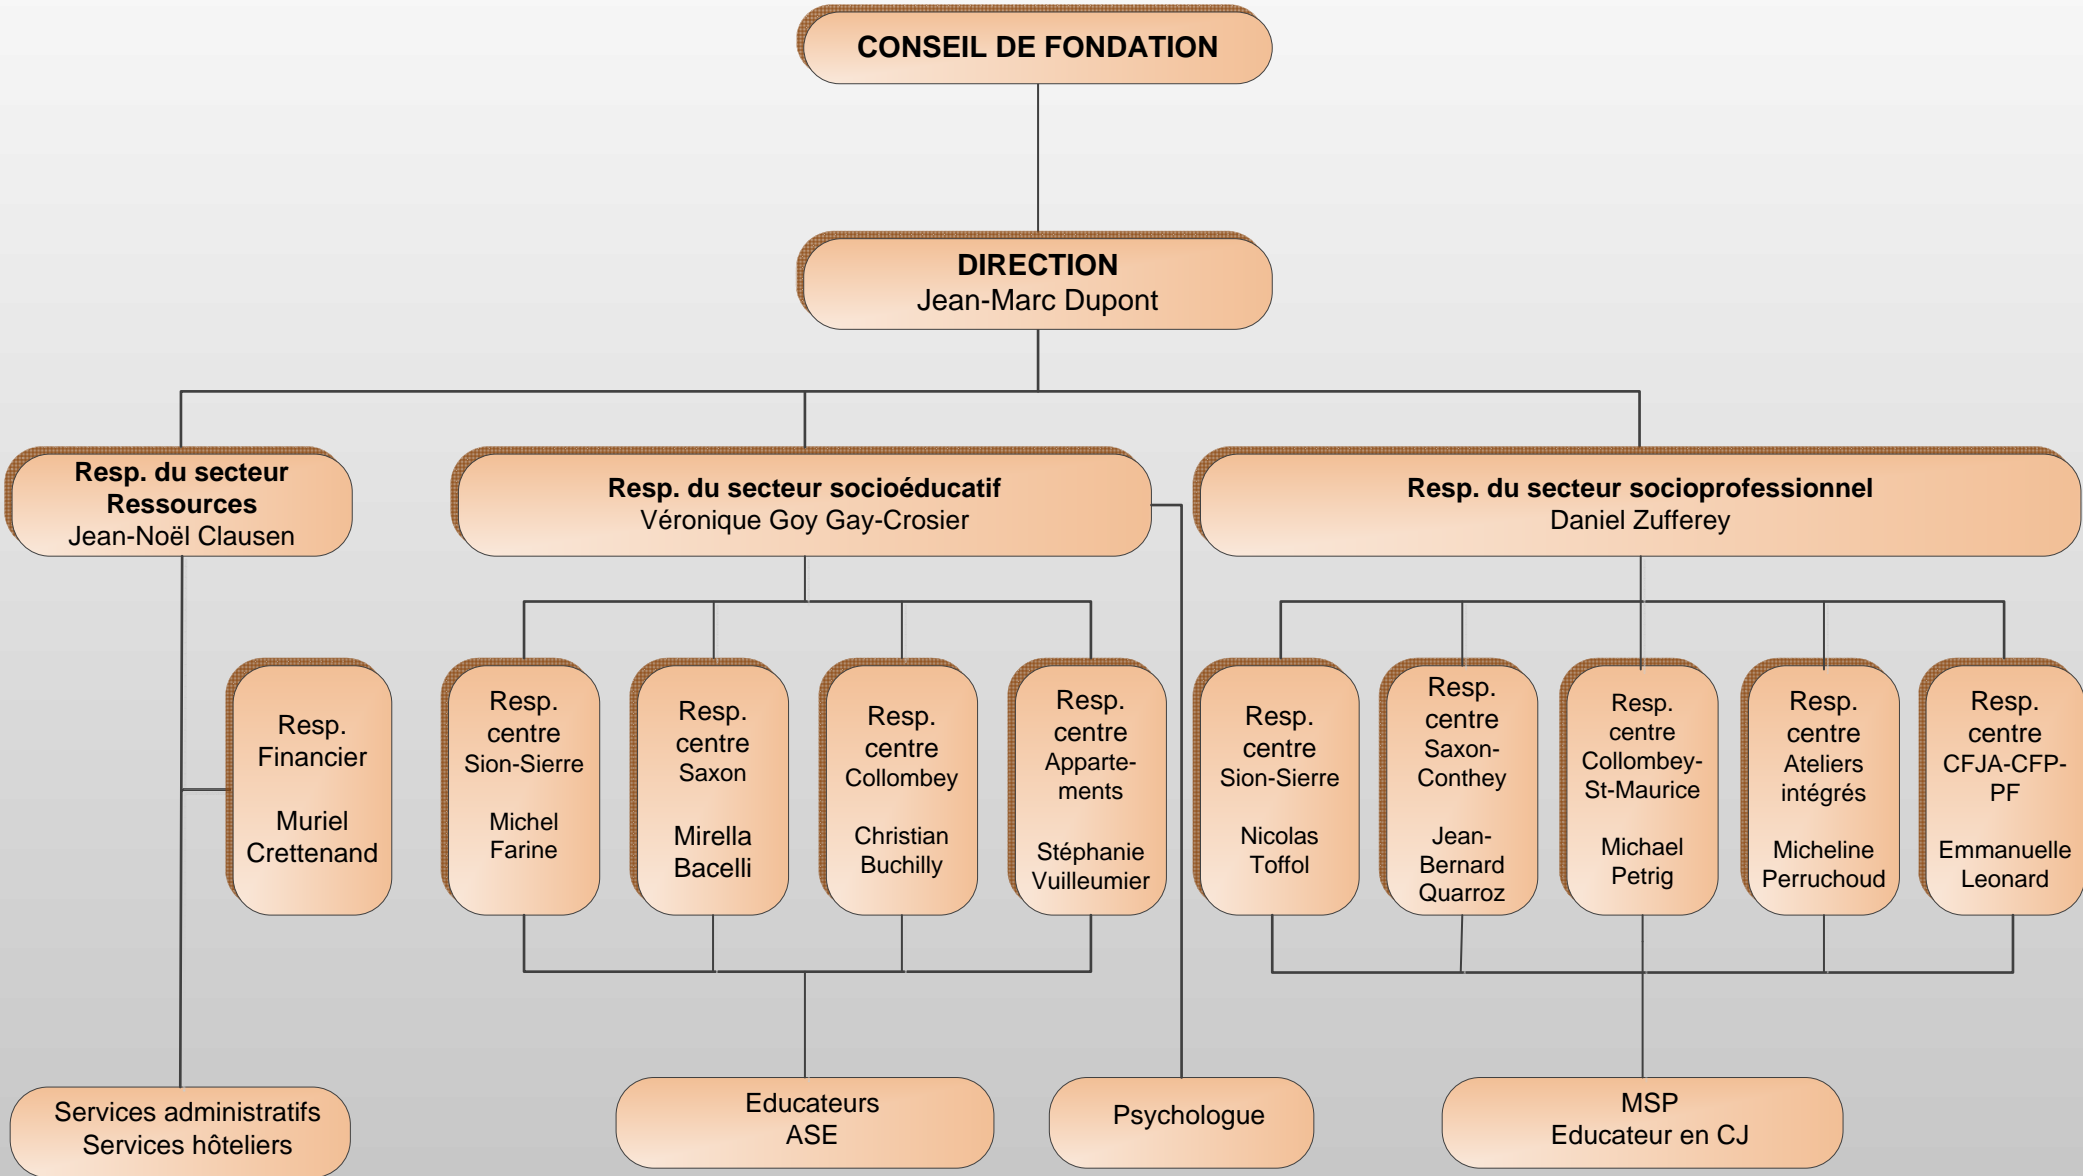 CONSEIL DE FONDATION
DIRECTION
Jean-Marc Dupont
Resp. du secteur
Ressources
Jean-Noël Clausen
Resp. du secteur socioéducatif
Véronique Goy Gay-Crosier
Resp. du secteur socioprofessionnel
Daniel Zufferey
Resp.
Financier
Muriel
Crettenand
Resp.
centre
Sion-Sierre
Michel
Farine
Resp.
centre
Saxon
Mirella
Bacelli
Resp.
centre
Collombey
Christian
Buchilly
Resp.
centre
Apparte-
ments
Stéphanie
Vuilleumier
Resp.
centre
Sion-Sierre
Nicolas
Toffol
Resp.
centre
Saxon-
Conthey
Jean-
Bernard
Quarroz
Resp.
centre
Collombey-
St-Maurice
Michael
Petrig
Resp.
centre
Ateliers
intégrés
Micheline
Perruchoud
Resp.
centre
CFJA-CFP-
PF
Emmanuelle
Leonard
Services administratifs
Services hôteliers
Educateurs
ASE
Psychologue
MSP
Educateur en CJ